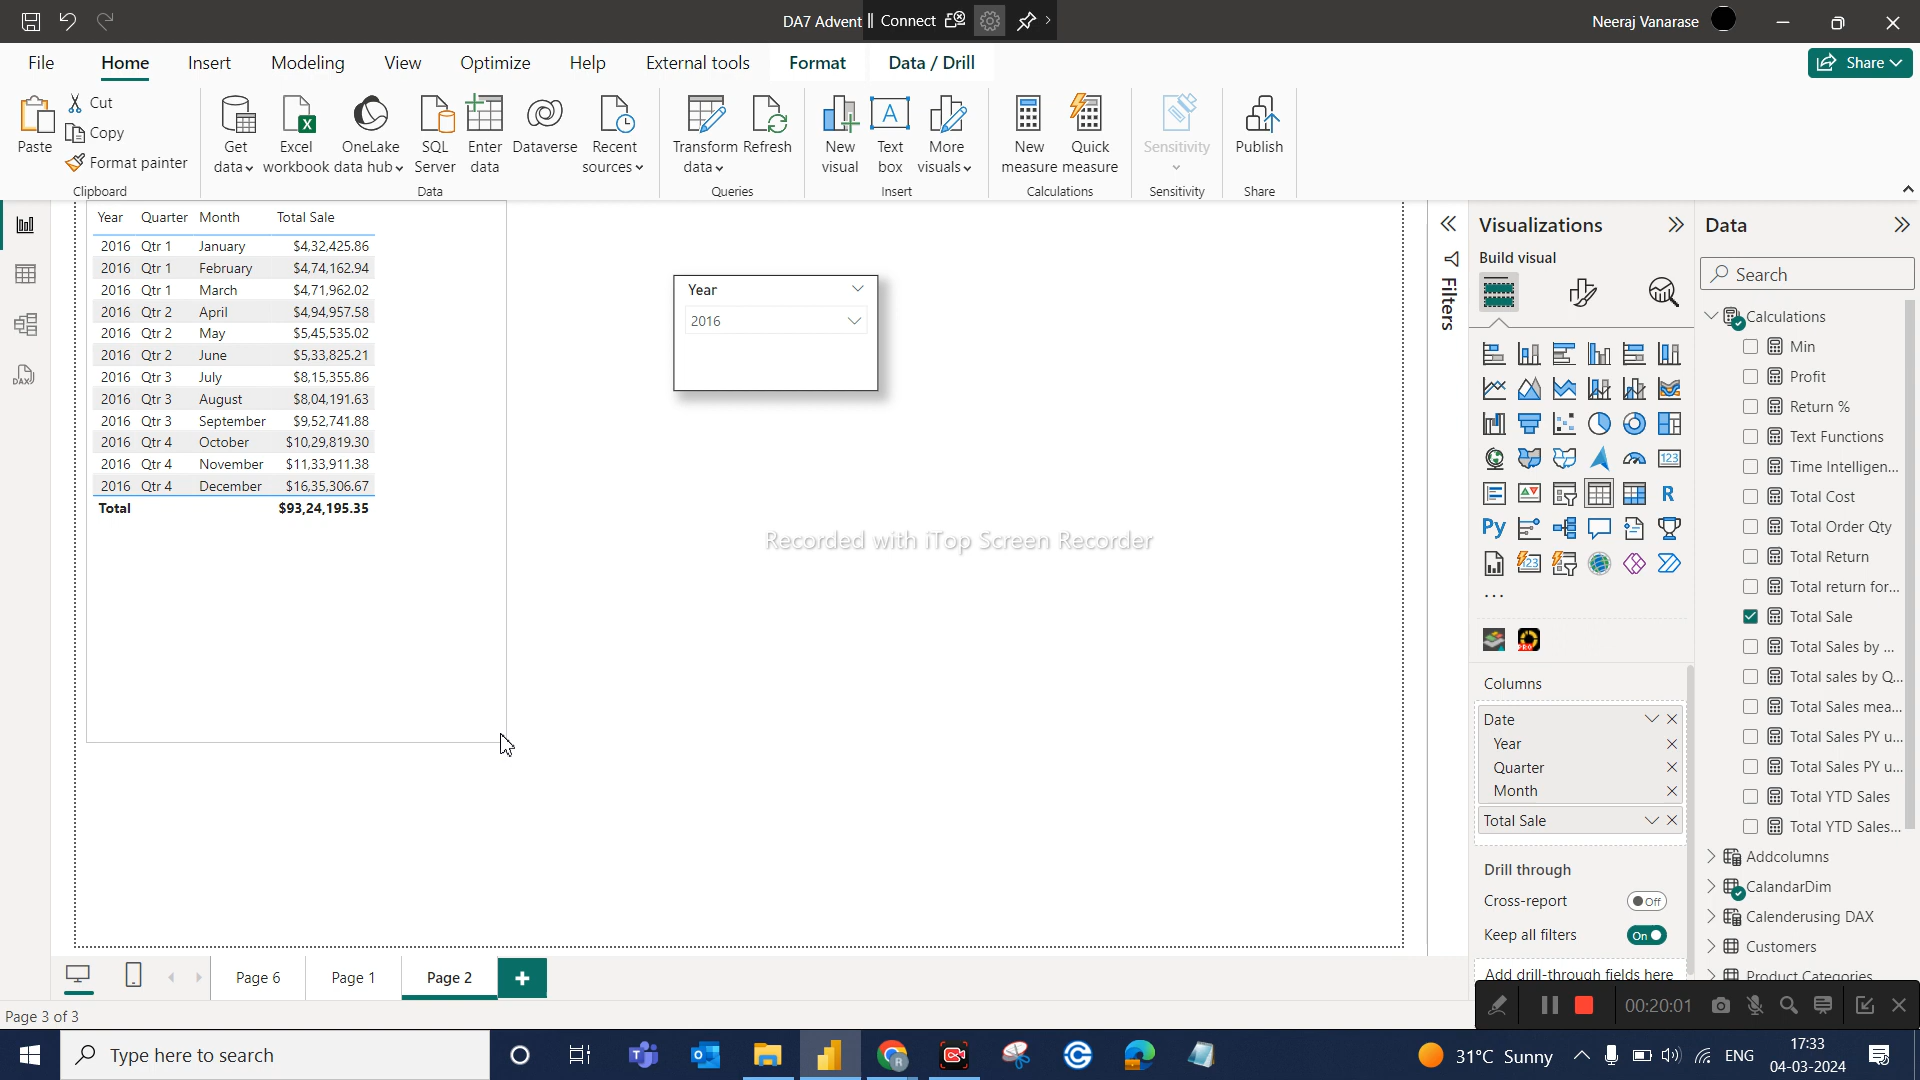 DA7 Advent
Connect
Neeraj Vanarase
File Home Insert Modeling View Optimize Help External tools Format Data / Drill Share
Paste
Cut
Copy
Format painter
Clipboard
Get data
Excel workbook
OneLake data hub
SQL Server
Enter data
Dataverse
Recent sources
Data
Transform data
Refresh
Queries
New visual
Text box
More visuals
Insert
New measure
Quick measure
Calculations
Sensitivity
Sensitivity
Publish
Share
Year Quarter Month Total Sale
2016 Qtr 1 January $4,32,425.86
2016 Qtr 1 February $4,74,162.94
2016 Qtr 1 March $4,71,962.02
2016 Qtr 2 April $4,94,957.58
2016 Qtr 2 May $5,45,535.02
2016 Qtr 2 June $5,33,825.21
2016 Qtr 3 July $8,15,355.86
2016 Qtr 3 August $8,04,191.63
2016 Qtr 3 September $9,52,741.88
2016 Qtr 4 October $10,29,819.30
2016 Qtr 4 November $11,33,911.38
2016 Qtr 4 December $16,35,306.67
Total $93,24,195.35
Year
2016
Recorded with iTop Screen Recorder
Filters
Visualizations
Build visual
123
R
Py
123
...
PRO
Columns
Date
Year
Quarter
Month
Total Sale
Drill through
Cross-report Off
Keep all filters On
Add drill-through fields here
Data
Search
Calculations
Min
Profit
Return %
Text Functions
Time Intelligen...
Total Cost
Total Order Qty
Total Return
Total return for...
Total Sale
Total Sales by ...
Total sales by Q...
Total Sales mea...
Total Sales PY u...
Total Sales PY u...
Total YTD Sales
Total YTD Sales...
Addcolumns
CalandarDim
Calenderusing DAX
Customers
Product Categories
DAX
Page 6 Page 1 Page 2
Page 3 of 3
00:20:01
Type here to search
31°C Sunny
ENG
17:33
04-03-2024